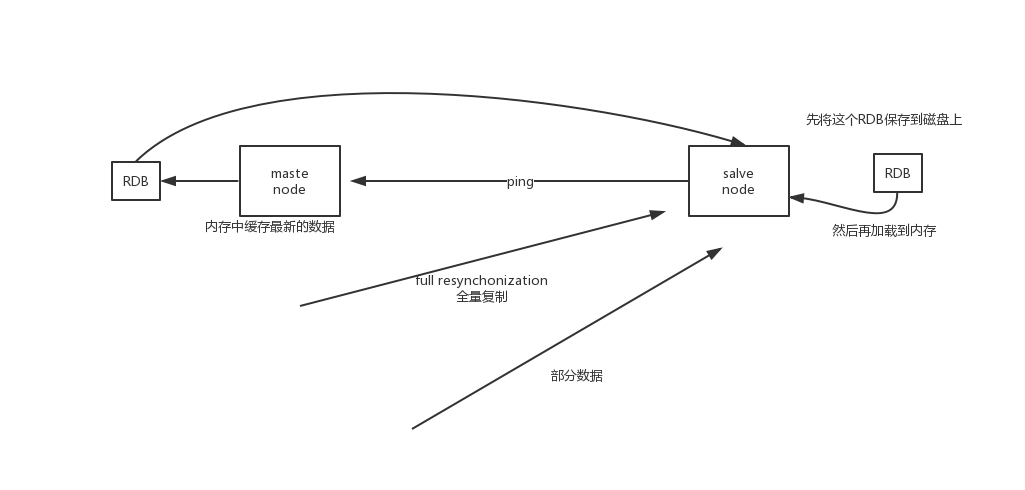 先将这个RDB保存到磁盘上
RDB
maste
node
ping
salve
node
RDB
内存中缓存最新的数据
然后再加载到内存
full resynchonization
全量复制
部分数据